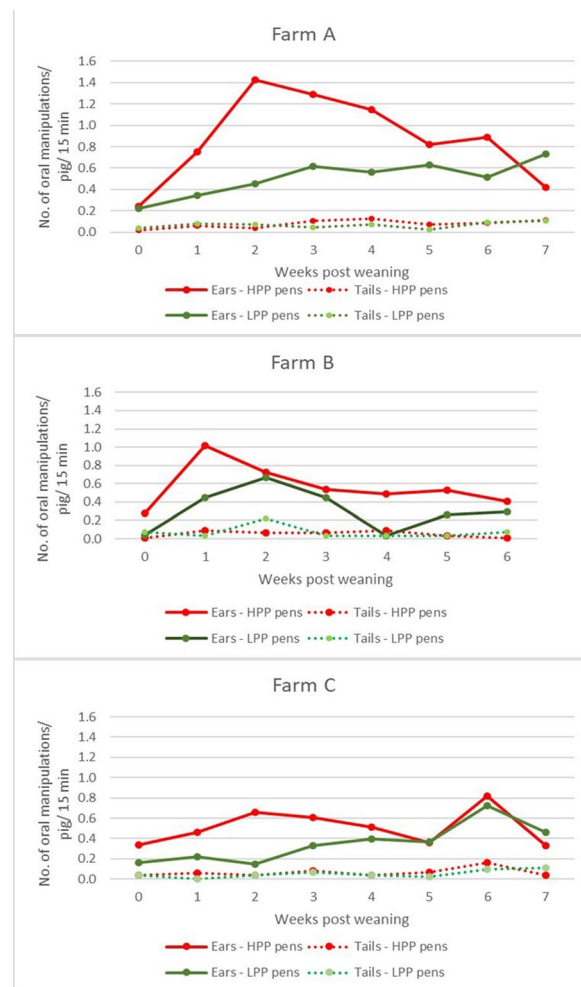 Farm A
No. of oral manipulations/
pig/ 15 min
1.6
1.4
1.2
1.0
0.8
0.6
0.4
0.2
0.0
0 1 2 3 4 5 6 7
Weeks post weaning
Ears - HPP pens Tails - HPP pens
Ears - LPP pens Tails - LPP pens
Farm B
No. of oral manipulations/
pig/ 15 min
1.6
1.4
1.2
1.0
0.8
0.6
0.4
0.2
0.0
0 1 2 3 4 5 6
Weeks post weaning
Ears - HPP pens Tails - HPP pens
Ears - LPP pens Tails - LPP pens
Farm C
No. of oral manipulations/
pig/ 15 min
1.6
1.4
1.2
1.0
0.8
0.6
0.4
0.2
0.0
0 1 2 3 4 5 6 7
Weeks post weaning
Ears - HPP pens Tails - HPP pens
Ears - LPP pens Tails - LPP pens